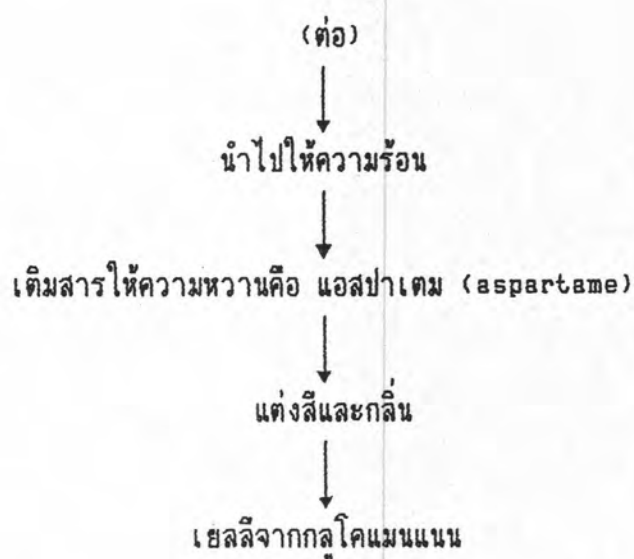 (ต่อ)
นำไปให้ความร้อน
เติมสารให้ความหวานคือ แอสปาเตม (aspartame)
แต่งสีและกลิ่น
เยลลีจากกลูโคแมนแนน